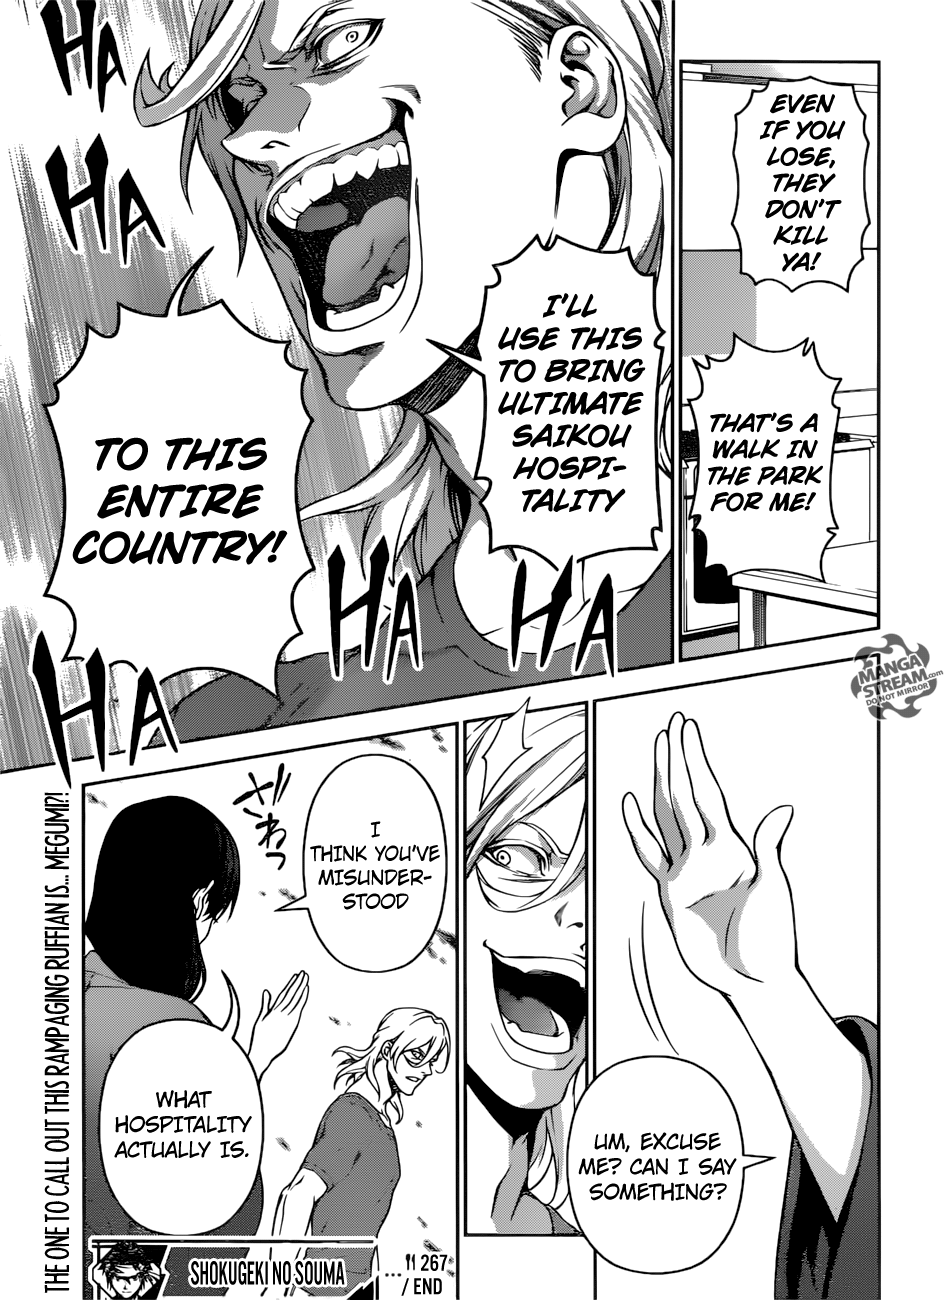 EVEN
IF YOU
LOSE,
THEY
DON'T
KILL
YA!
THAT'S A
WALK IN
THE PARK
FOR ME!
I'LL
USE THIS
TO BRING
ULTIMATE
SAIKOU
HOSPI-
TALITY
TO THIS
ENTIRE
COUNTRY!
HA
HA
HA
HA
HA
MANGA
STREAM.com
DO NOT MIRROR
UM, EXCUSE
ME? CAN I SAY
SOMETHING?
I
THINK YOU'VE
MISUNDER-
STOOD
ざわっ
WHAT
HOSPITALITY
ACTUALLY IS.
THE ONE TO CALL OUT THIS RAMPAGING RUFFIAN IS... MEGUMI?!
SHOKUGEKI NO SOUMA
... 267
/ END